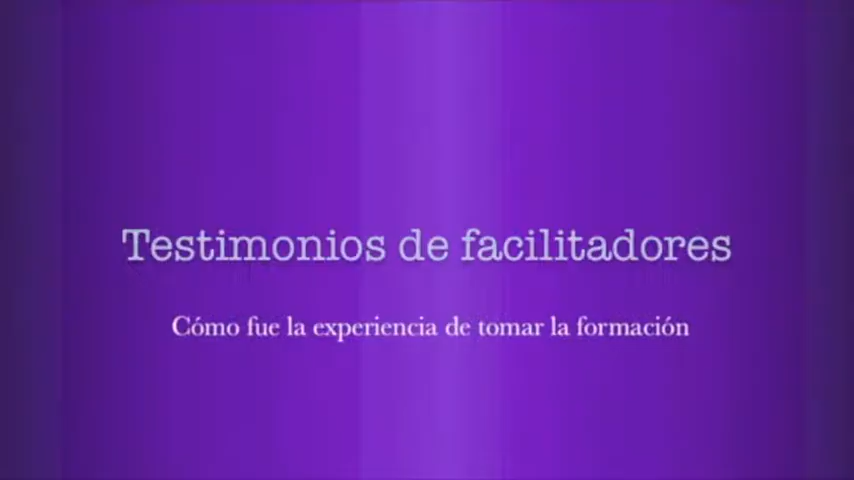 Testimonios de facilitadores
Cómo fue la experiencia de tomar la formación